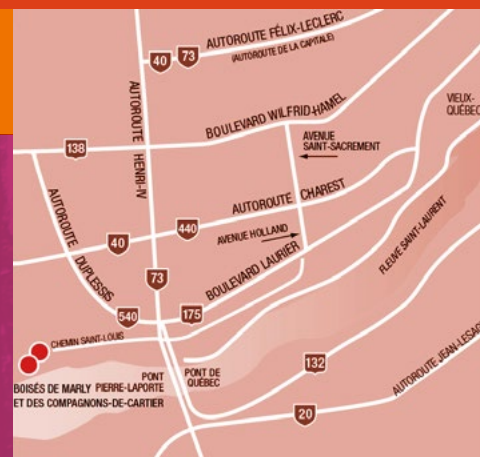 AUTOROUTE FÉLIX-LECLERC
(AUTOROUTE DE LA CAPITALE)
40
73
VIEUX-
QUÉBEC
AUTOROUTE HENRI-IV
BOULEVARD WILFRID-HAMEL
AVENUE
SAINT-SACREMENT
138
AUTOROUTE DUPLESSIS
AUTOROUTE CHAREST
440
40
AVENUE HOLLAND
FLEUVE SAINT-LAURENT
73
BOULEVARD LAURIER
540
175
CHEMIN SAINT-LOUIS
BOISÉS DE MARLY
ET DES COMPAGNONS-DE-CARTIER
PONT
PIERRE-LAPORTE
PONT DE
QUÉBEC
132
AUTOROUTE JEAN-LESAG
20